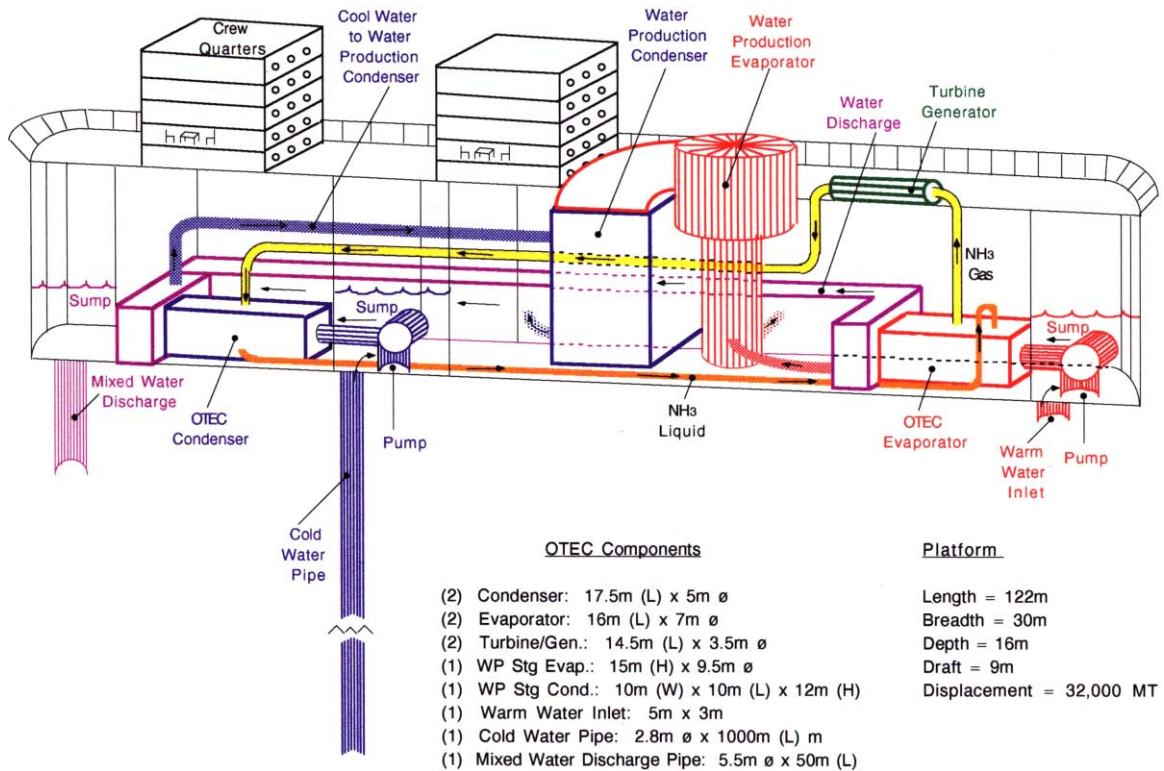 Crew
Quarters
Cool Water
to Water
Production
Condenser
Water
Production
Condenser
Water
Production
Evaporator
Water
Discharge
Turbine
Generator
NH3
Gas
Sump
Sump
Sump
Mixed Water
Discharge
OTEC
Condenser
Pump
NH3
Liquid
OTEC
Evaporator
Warm
Water
Inlet
Pump
Cold
Water
Pipe
OTEC Components
(2) Condenser: 17.5m (L) x 5m ø
(2) Evaporator: 16m (L) x 7m ø
(2) Turbine/Gen.: 14.5m (L) x 3.5m ø
(1) WP Stg Evap.: 15m (H) x 9.5m ø
(1) WP Stg Cond.: 10m (W) x 10m (L) x 12m (H)
(1) Warm Water Inlet: 5m x 3m
(1) Cold Water Pipe: 2.8m ø x 1000m (L) m
(1) Mixed Water Discharge Pipe: 5.5m ø x 50m (L)
Platform
Length = 122m
Breadth = 30m
Depth = 16m
Draft = 9m
Displacement = 32,000 MT